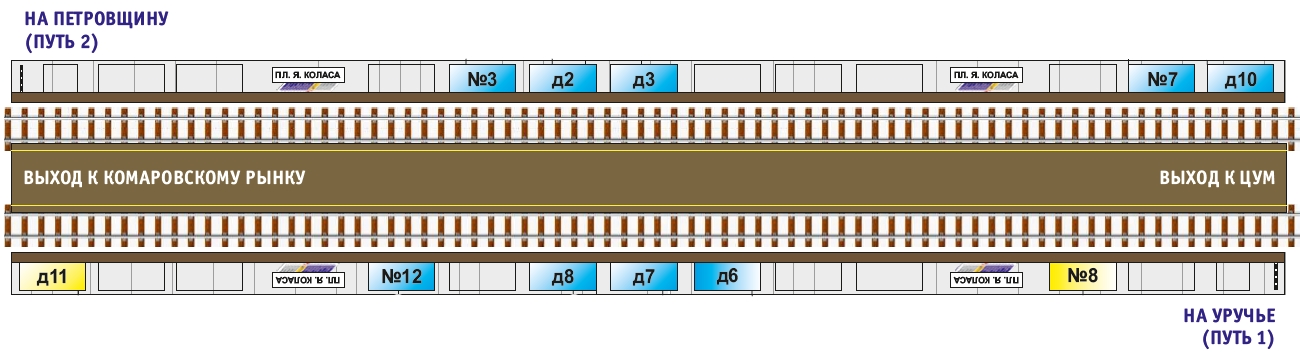 НА ПЕТРОВЩИНУ
(ПУТЬ 2)
ПЛ. Я. КОЛАСА
№3
д2
д3
ПЛ. Я. КОЛАСА
№7
д10
ВЫХОД К КОМАРОВСКОМУ РЫНКУ
ВЫХОД К ЦУМ
д11
ПЛ. Я. КОЛАСА
№12
д8
д7
д6
ПЛ. Я. КОЛАСА
№8
НА УРУЧЬЕ
(ПУТЬ 1)